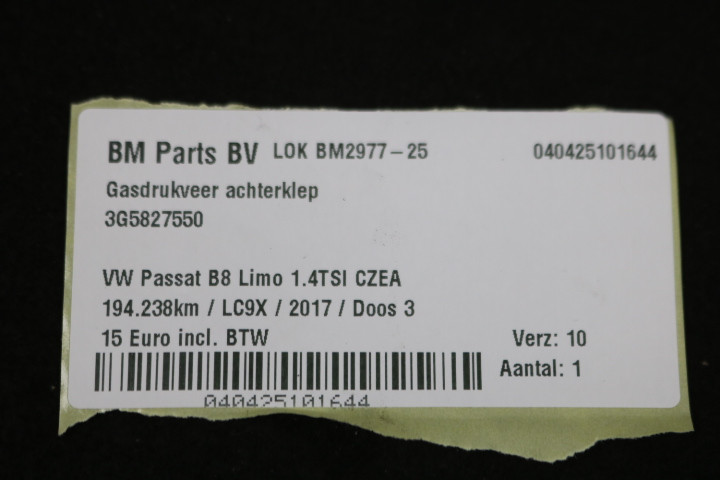 BM Parts BV LOK BM2977-25 040425101644
Gasdrukveer achterklep
3G5827550
VW Passat B8 Limo 1.4TSI CZEA
194.238km / LC9X / 2017 / Doos 3
15 Euro incl. BTW Verz: 10
Aantal: 1
040425101644